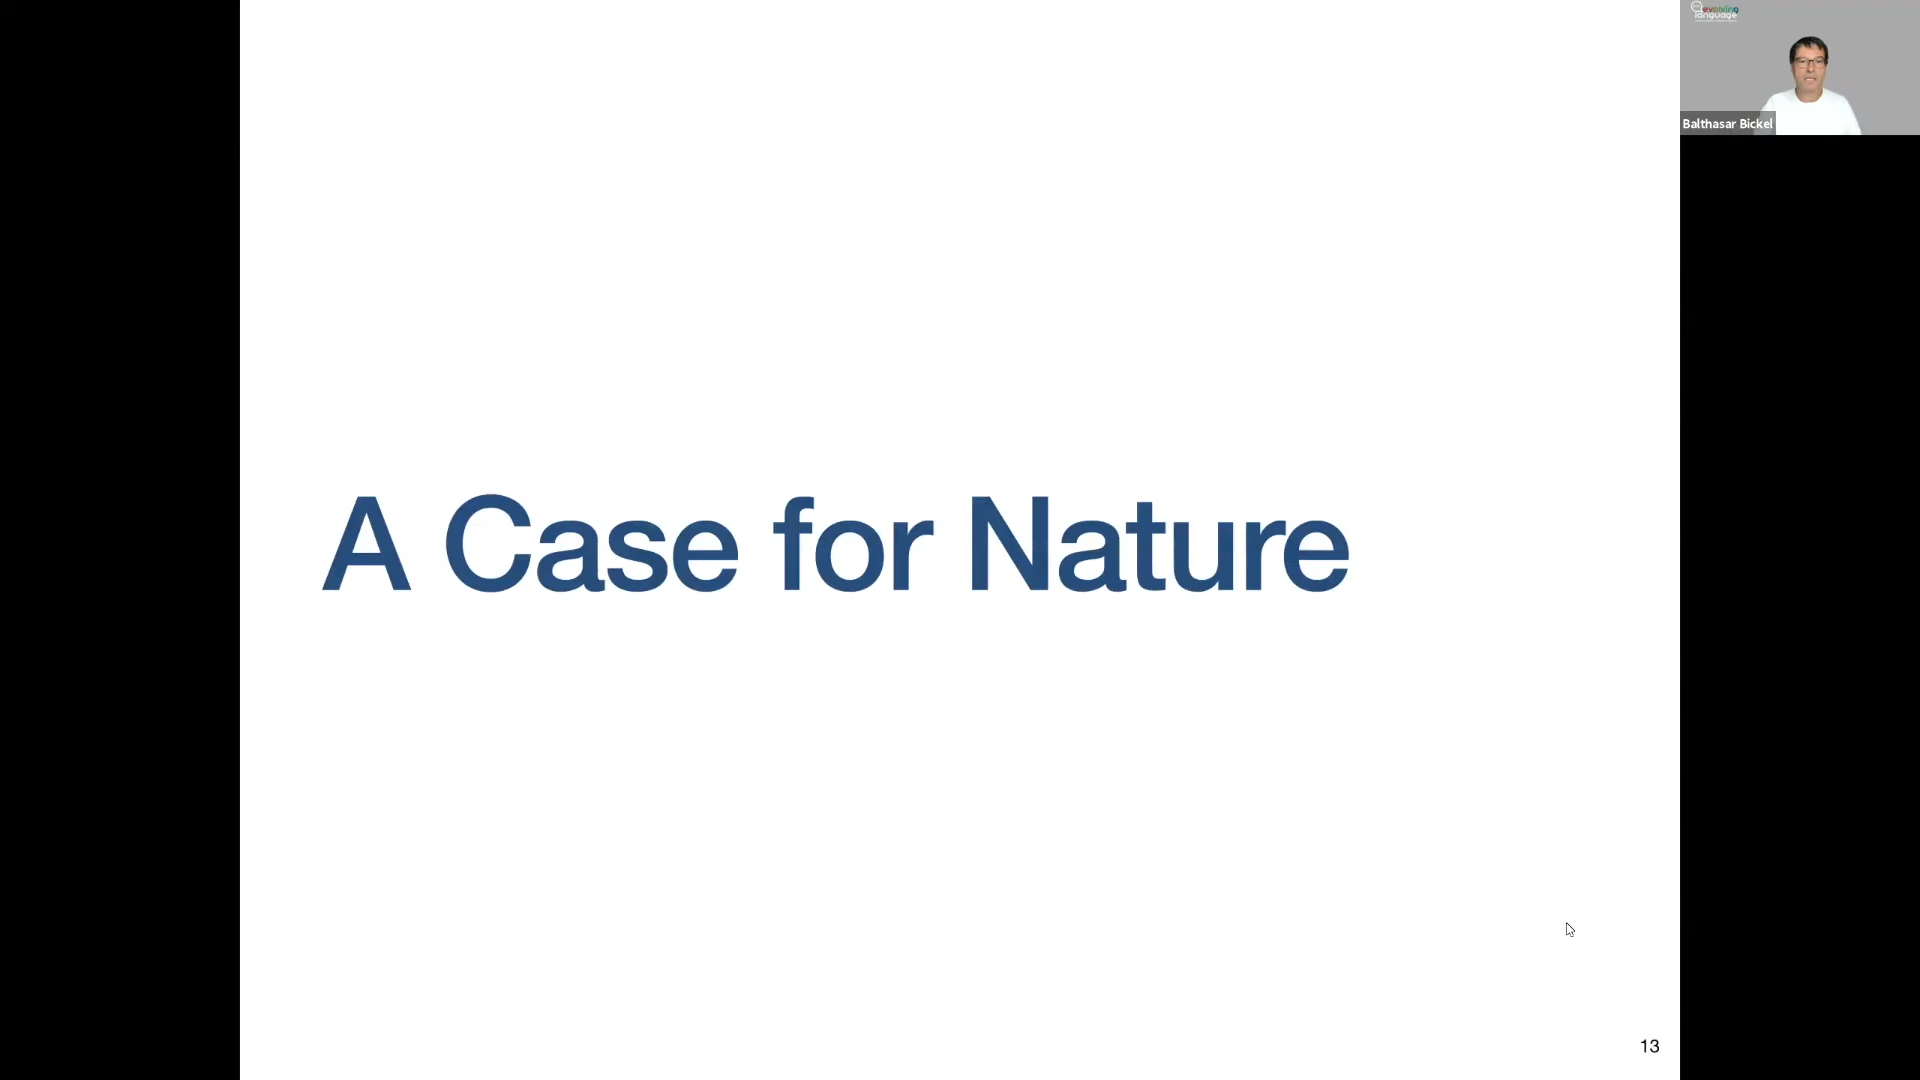 evolving
language
Balthasar Bickel
A Case for Nature
13